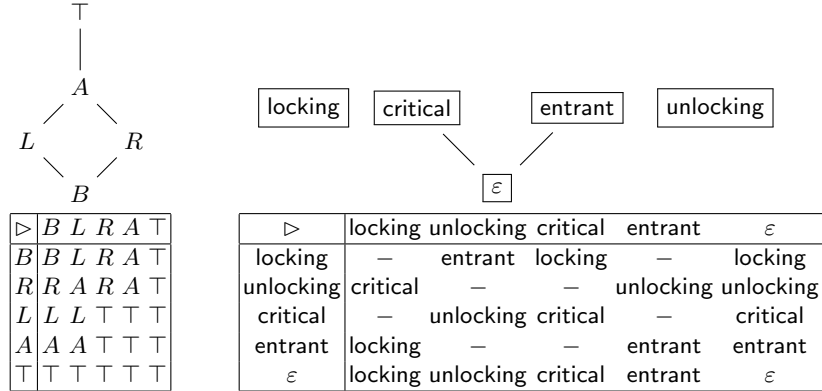 ⊤
A
L R
B
locking critical entrant unlocking
ε
▷ B L R A ⊤
B B L R A ⊤
R R A R A ⊤
L L L ⊤ ⊤ ⊤
A A A ⊤ ⊤ ⊤
⊤ ⊤ ⊤ ⊤ ⊤ ⊤
▷ locking unlocking critical entrant ε
locking – entrant locking – locking
unlocking critical – – unlocking unlocking
critical – unlocking critical – critical
entrant locking – – entrant entrant
ε locking unlocking critical entrant ε